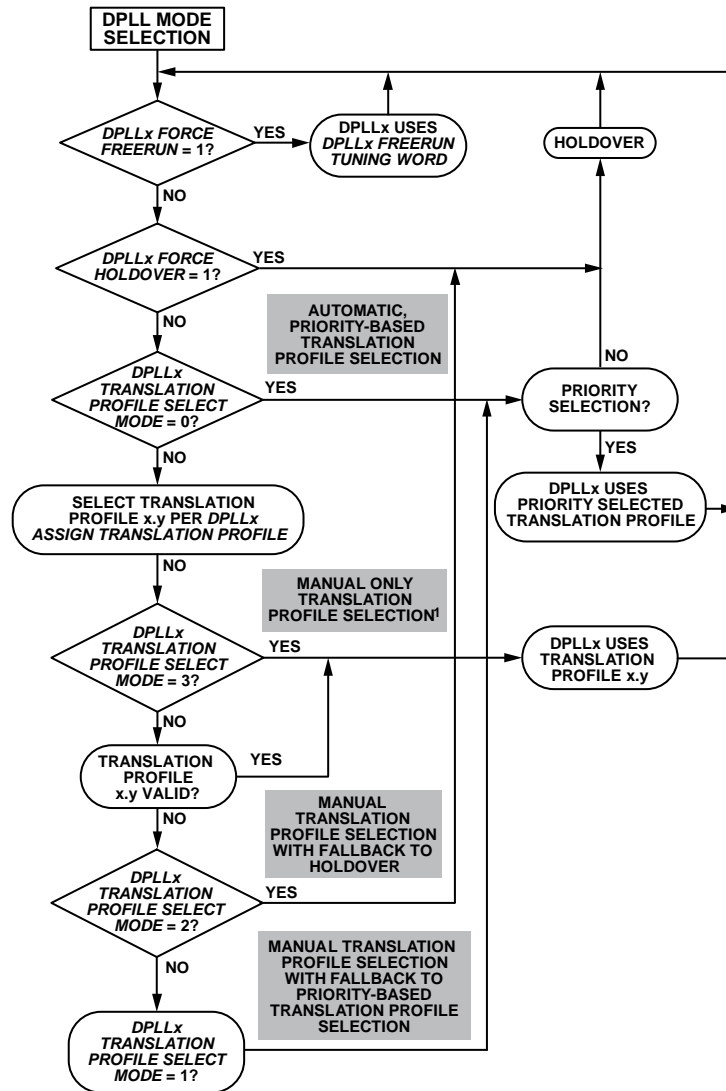 DPLL MODE
SELECTION
DPLLx FORCE
FREERUN = 1?
YES
DPLLx USES
DPLLx FREERUN
TUNING WORD
HOLDOVER
NO
DPLLx FORCE
HOLDOVER = 1?
YES
NO
AUTOMATIC,
PRIORITY-BASED
TRANSLATION
PROFILE SELECTION
DPLLx
TRANSLATION
PROFILE SELECT
MODE = 0?
YES
NO
PRIORITY
SELECTION?
YES
NO
SELECT TRANSLATION
PROFILE x.y PER DPLLx
ASSIGN TRANSLATION PROFILE
DPLLx USES
PRIORITY SELECTED
TRANSLATION PROFILE
NO
MANUAL ONLY
TRANSLATION
PROFILE SELECTION1
DPLLx
TRANSLATION
PROFILE SELECT
MODE = 3?
YES
DPLLx USES
TRANSLATION
PROFILE x.y
NO
TRANSLATION
PROFILE
x.y VALID?
YES
NO
MANUAL
TRANSLATION
PROFILE SELECTION
WITH FALLBACK TO
HOLDOVER
DPLLx
TRANSLATION
PROFILE SELECT
MODE = 2?
YES
NO
MANUAL TRANSLATION
PROFILE SELECTION
WITH FALLBACK TO
PRIORITY-BASED
TRANSLATION PROFILE
SELECTION
DPLLx
TRANSLATION
PROFILE SELECT
MODE = 1?